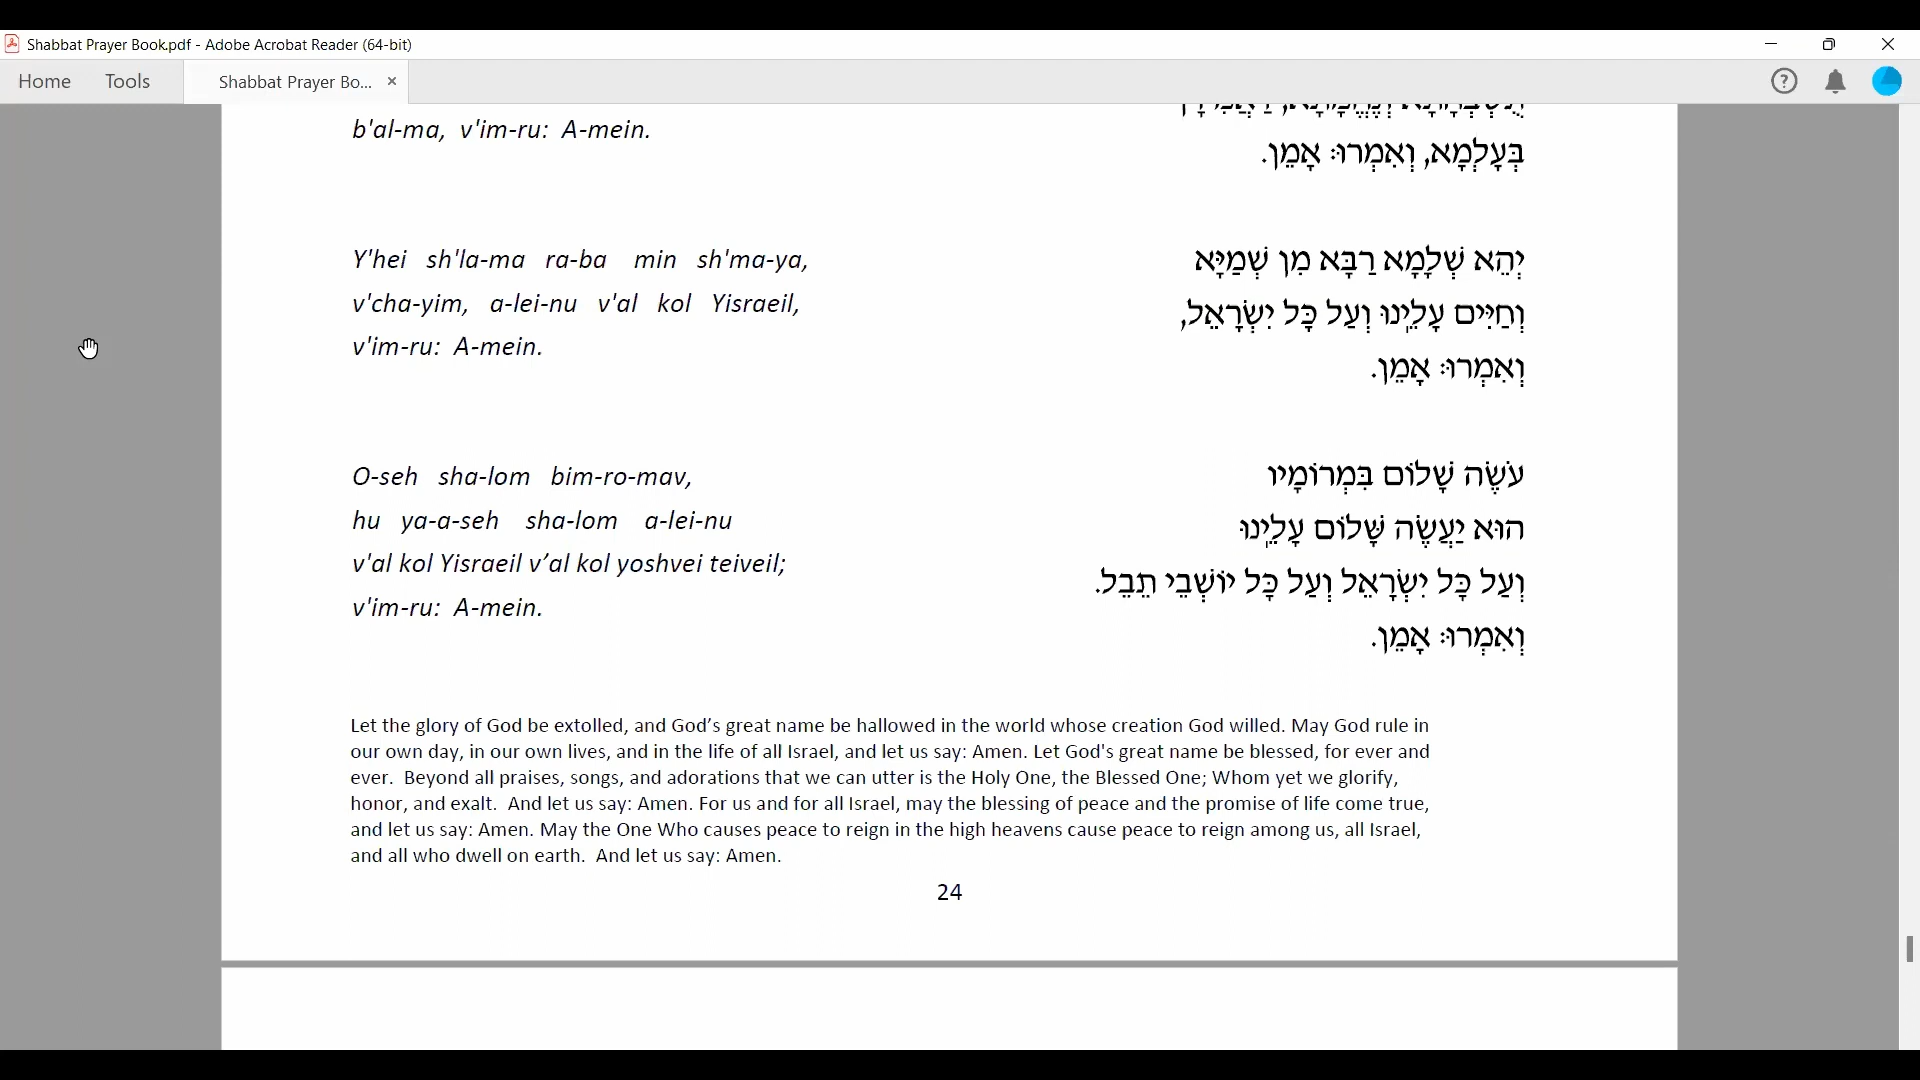 Shabbat Prayer Book.pdf - Adobe Acrobat Reader (64-bit)
Home Tools Shabbat Prayer Bo... ×
b'al-ma, v'im-ru: A-mein.
בְּעָלְמָא, וְאִמְרוּ: אָמֵן.
Y'hei sh'la-ma ra-ba min sh'ma-ya,
v'cha-yim, a-lei-nu v'al kol Yisraeil,
v'im-ru: A-mein.
יְהֵא שְׁלָמָא רַבָּא מִן שְׁמַיָּא
וְחַיִּים עָלֵֽינוּ וְעַל כָּל יִשְׂרָאֵל,
וְאִמְרוּ: אָמֵן.
O-seh sha-lom bim-ro-mav,
hu ya-a-seh sha-lom a-lei-nu
v'al kol Yisraeil v’al kol yoshvei teiveil;
v'im-ru: A-mein.
עֹשֶׂה שָׁלוֹם בִּמְרוֹמָיו
הוּא יַעֲשֶׂה שָׁלוֹם עָלֵֽינוּ
וְעַל כָּל יִשְׂרָאֵל וְעַל כָּל יוֹשְׁבֵי תֵבֵל.
וְאִמְרוּ: אָמֵן.
Let the glory of God be extolled, and God’s great name be hallowed in the world whose creation God willed. May God rule in
our own day, in our own lives, and in the life of all Israel, and let us say: Amen. Let God's great name be blessed, for ever and
ever. Beyond all praises, songs, and adorations that we can utter is the Holy One, the Blessed One; Whom yet we glorify,
honor, and exalt. And let us say: Amen. For us and for all Israel, may the blessing of peace and the promise of life come true,
and let us say: Amen. May the One Who causes peace to reign in the high heavens cause peace to reign among us, all Israel,
and all who dwell on earth. And let us say: Amen.
24